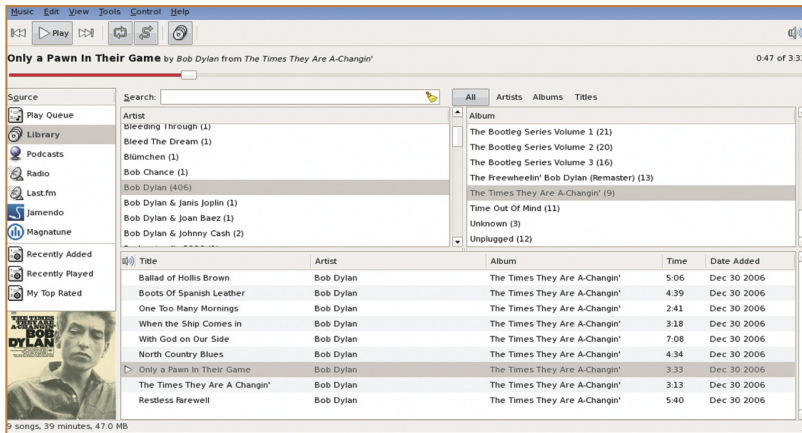 Music Edit View Tools Control Help
Play
Only a Pawn In Their Game by Bob Dylan from The Times They Are A-Changin'
0:47 of 3:33
Source
Play Queue
Library
Podcasts
Radio
Last.fm
Jamendo
Magnatune
Recently Added
Recently Played
My Top Rated
THE TIMES
THEY ARE
A-CHANGIN'
BOB
DYLAN
Search:
All Artists Albums Titles
Artist
Bleeding Through (1)
Bleed The Dream (1)
Blümchen (1)
Bob Chance (1)
Bob Dylan (406)
Bob Dylan & Janis Joplin (1)
Bob Dylan & Joan Baez (1)
Bob Dylan & Johnny Cash (2)
Album
The Bootleg Series Volume 1 (21)
The Bootleg Series Volume 2 (20)
The Bootleg Series Volume 3 (16)
The Freewheelin' Bob Dylan (Remaster) (13)
The Times They Are A-Changin' (9)
Time Out Of Mind (11)
Unknown (3)
Unplugged (12)
Title Artist Album Time Date Added
Ballad of Hollis Brown Bob Dylan The Times They Are A-Changin' 5:06 Dec 30 2006
Boots Of Spanish Leather Bob Dylan The Times They Are A-Changin' 4:39 Dec 30 2006
One Too Many Mornings Bob Dylan The Times They Are A-Changin' 2:41 Dec 30 2006
When the Ship Comes in Bob Dylan The Times They Are A-Changin' 3:18 Dec 30 2006
With God on Our Side Bob Dylan The Times They Are A-Changin' 7:08 Dec 30 2006
North Country Blues Bob Dylan The Times They Are A-Changin' 4:34 Dec 30 2006
Only a Pawn In Their Game Bob Dylan The Times They Are A-Changin' 3:33 Dec 30 2006
The Times They Are A Changin' Bob Dylan The Times They Are A-Changin' 3:13 Dec 30 2006
Restless Farewell Bob Dylan The Times They Are A-Changin' 5:40 Dec 30 2006
9 songs, 39 minutes, 47.0 MB